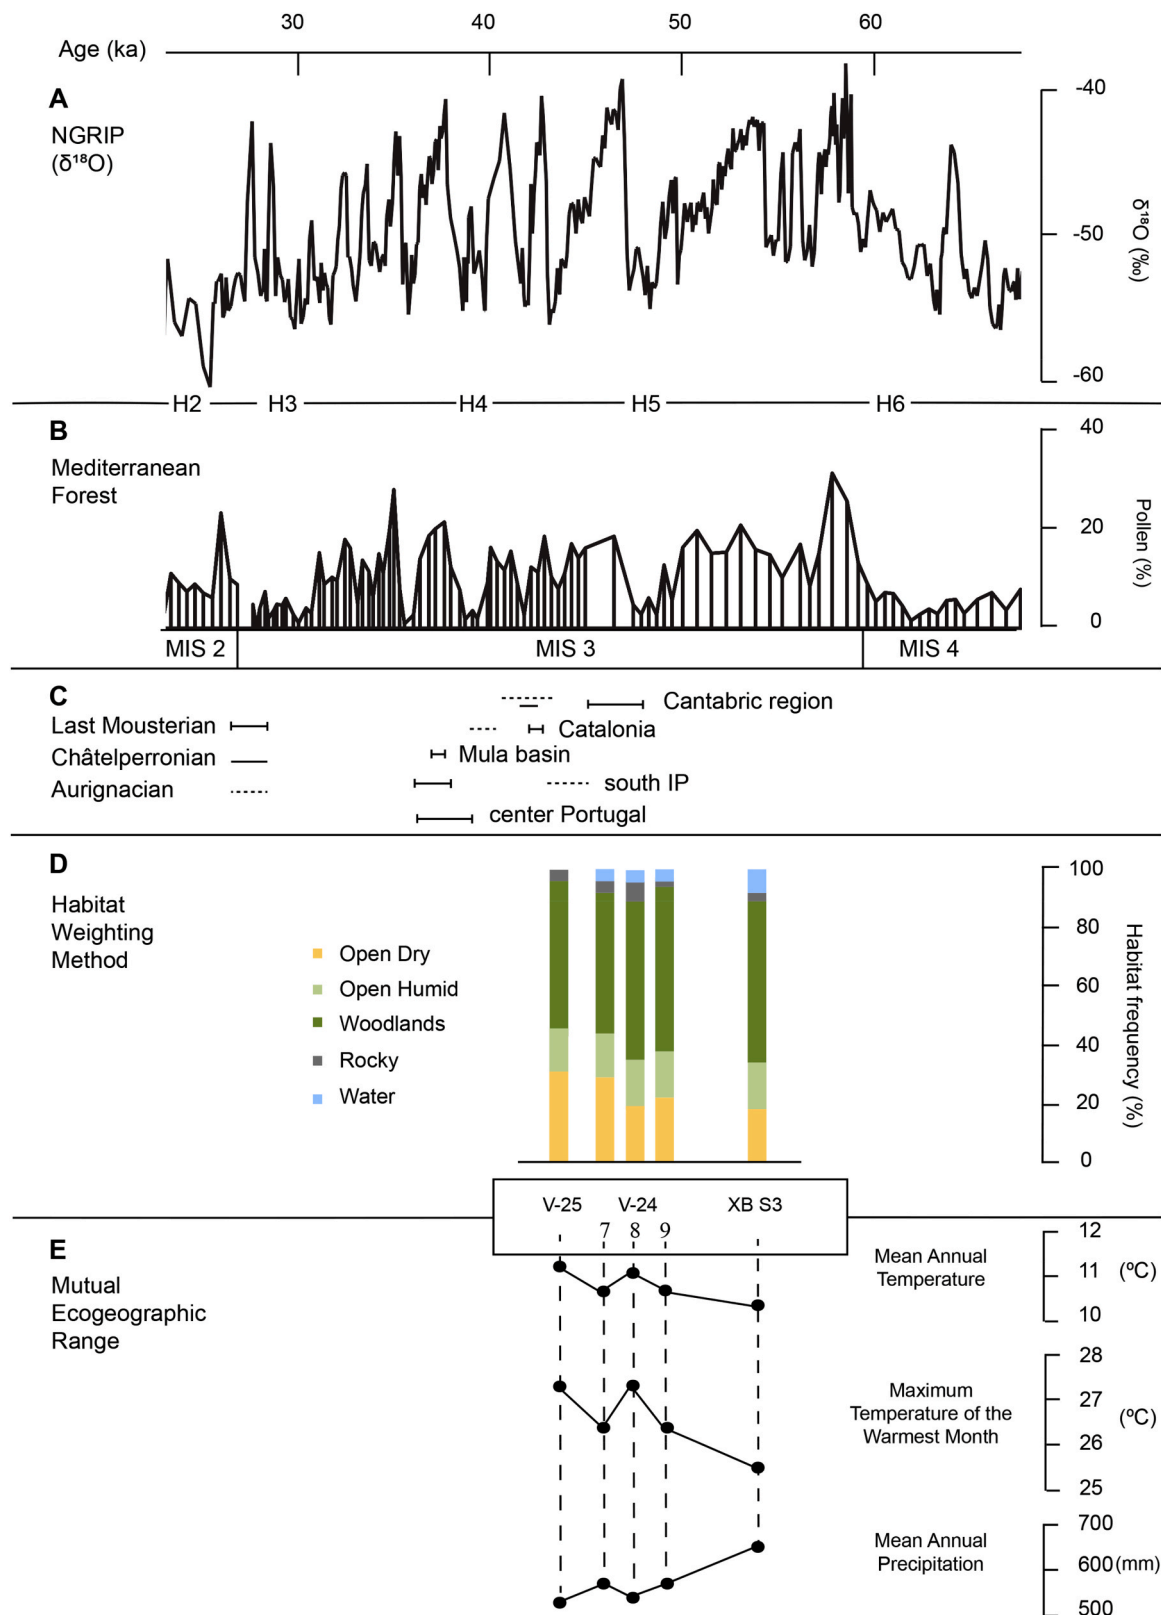 30 40 50 60
Age (ka)
A
NGRIP
(δ¹⁸O)
-40
-50
-60
δ¹⁸O (‰)
H2 H3 H4 H5 H6
B
Mediterranean
Forest
40
20
0
Pollen (%)
MIS 2 MIS 3 MIS 4
C
Last Mousterian
Châtelperronian
Aurignacian
Cantabric region
Catalonia
Mula basin
south IP
center Portugal
D
Habitat
Weighting
Method
Open Dry
Open Humid
Woodlands
Rocky
Water
100
80
60
40
20
0
Habitat frequency (%)
V-25 V-24 XB S3
7 8 9
E
Mutual
Ecogeographic
Range
Mean Annual
Temperature
12
11 (ºC)
10
Maximum
Temperature of the
Warmest Month
28
27
(ºC)
26
25
Mean Annual
Precipitation
700
600 (mm)
500